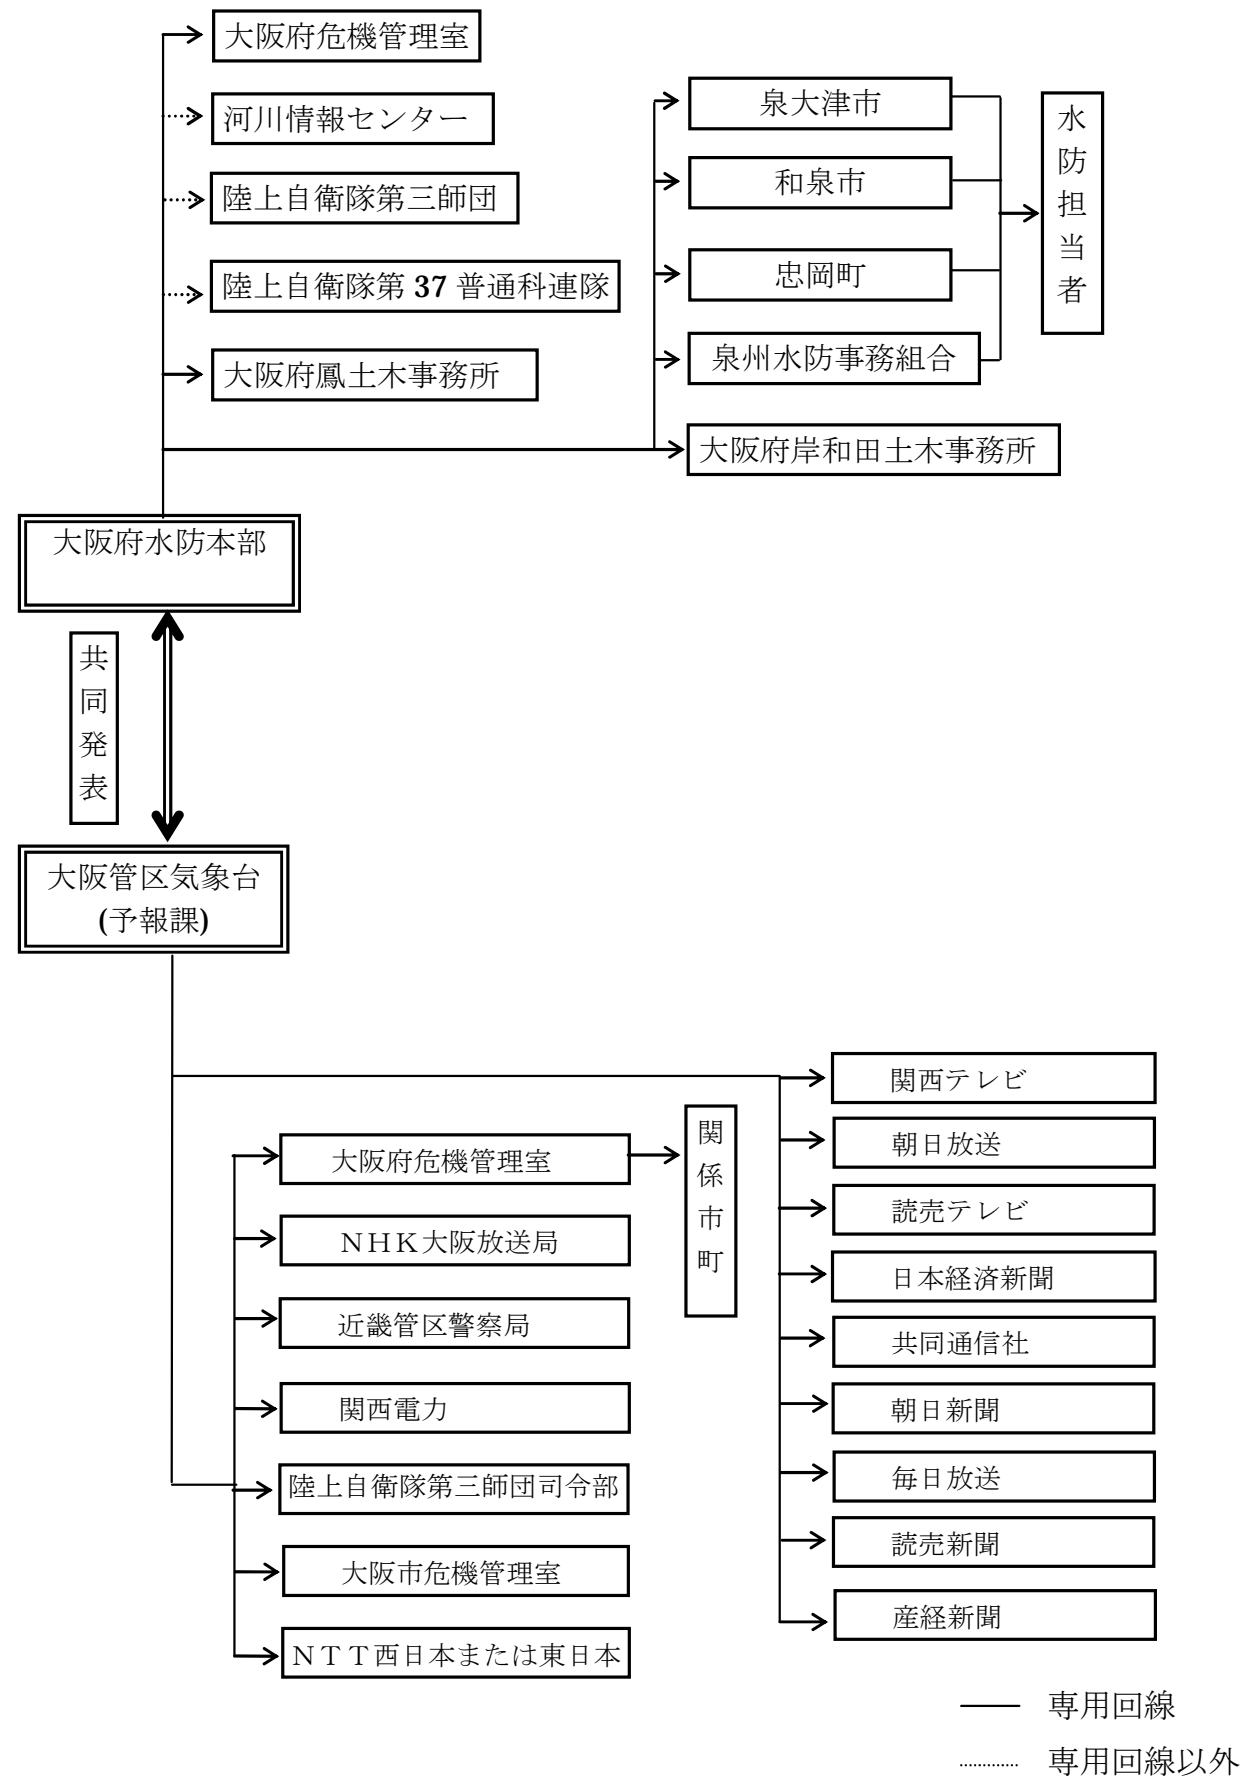 大阪府危機管理室
河川情報センター
陸上自衛隊第三師団
陸上自衛隊第 37 普通科連隊
大阪府鳳土木事務所
泉大津市
和泉市
忠岡町
泉州水防事務組合
大阪府岸和田土木事務所
水防担当者
大阪府水防本部
共同発表
大阪管区気象台
(予報課)
大阪府危機管理室
NHK大阪放送局
近畿管区警察局
関西電力
陸上自衛隊第三師団司令部
大阪市危機管理室
NTT西日本または東日本
関係市町
関西テレビ
朝日放送
読売テレビ
日本経済新聞
共同通信社
朝日新聞
毎日放送
読売新聞
産経新聞
専用回線
専用回線以外